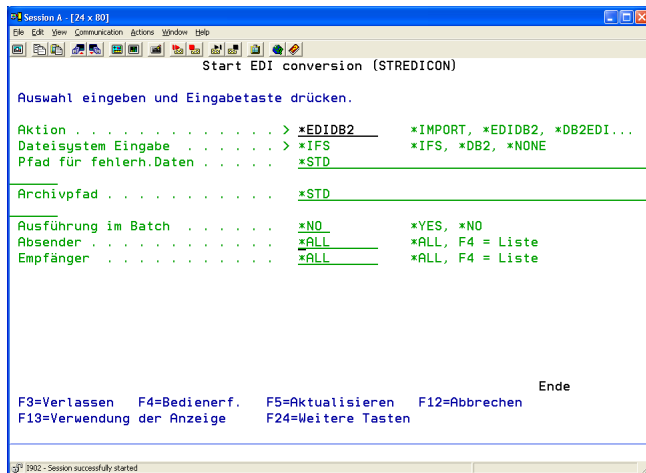 Session A - [24 x 80]
File Edit View Communication Actions Window Help
Start EDI conversion (STREDICON)
Auswahl eingeben und Eingabetaste drücken.
Aktion . . . . . . . . . . . . . > *EDIDB2 *IMPORT, *EDIDB2, *DB2EDI...
Dateisystem Eingabe . . . . . . > *IFS *IFS, *DB2, *NONE
Pfad für fehlerh.Daten . . . . . *STD
Archivpfad . . . . . . . . . . . *STD
Ausführung im Batch . . . . . . *NO *YES, *NO
Absender . . . . . . . . . . . . *ALL *ALL, F4 = Liste
Empfänger . . . . . . . . . . . *ALL *ALL, F4 = Liste
Ende
F3=Verlassen F4=Bedienerf. F5=Aktualisieren F12=Abbrechen
F13=Verwendung der Anzeige F24=Weitere Tasten
I902 - Session successfully started